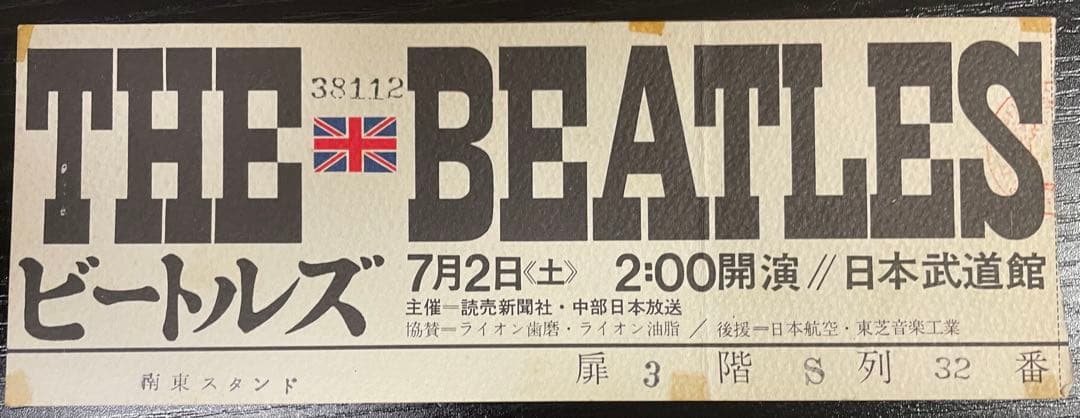 THE BEATLES
38112
ビートルズ
7月2日《土》 2:00開演//日本武道館
主催=読売新聞社・中部日本放送
協賛=ライオン歯磨・ライオン油脂/後援=日本航空・東芝音楽工業
南東スタンド 扉 3 階 S 列 32 番